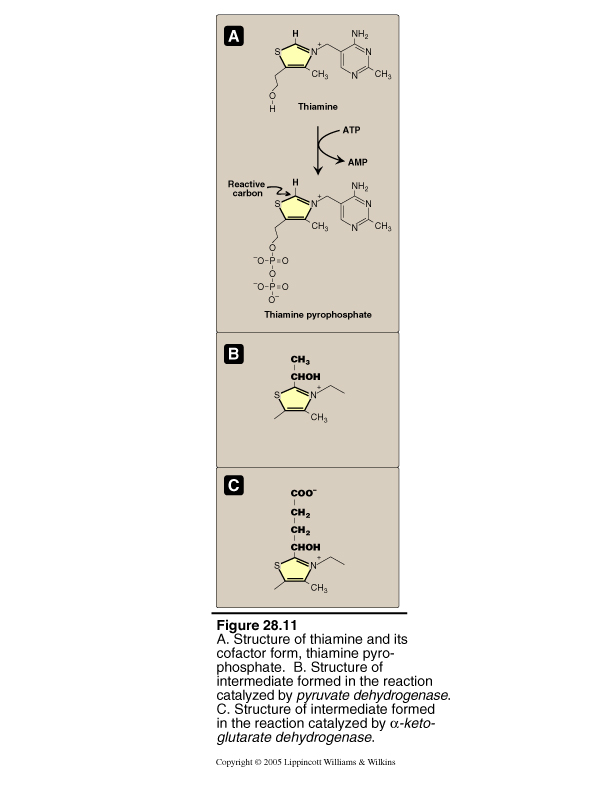 A
H
NH₂
S
N
+
N
CH₃
N
CH₃
O
H
Thiamine
ATP
AMP
Reactive
carbon
H
NH₂
S
N
+
N
CH₃
N
CH₃
O
⁻O–P=O
O
⁻O–P=O
O⁻
Thiamine pyrophosphate
B
CH₃
CHOH
S
N
+
CH₃
C
COO⁻
CH₂
CH₂
CHOH
S
N
+
CH₃
Figure 28.11
A. Structure of thiamine and its
cofactor form, thiamine pyro-
phosphate. B. Structure of
intermediate formed in the reaction
catalyzed by pyruvate dehydrogenase.
C. Structure of intermediate formed
in the reaction catalyzed by α-keto-
glutarate dehydrogenase.
Copyright © 2005 Lippincott Williams & Wilkins